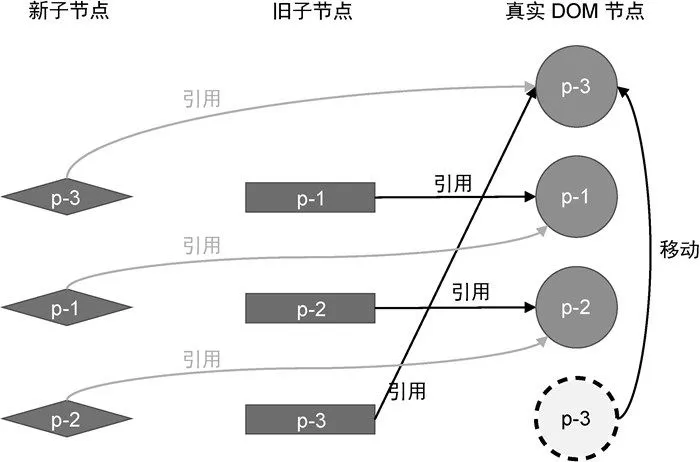 新子节点 旧子节点 真实 DOM 节点
引用 p-3
p-3 p-1 引用 p-1
引用 移动
p-1 p-2 引用 p-2
引用 引用
p-2 p-3 p-3